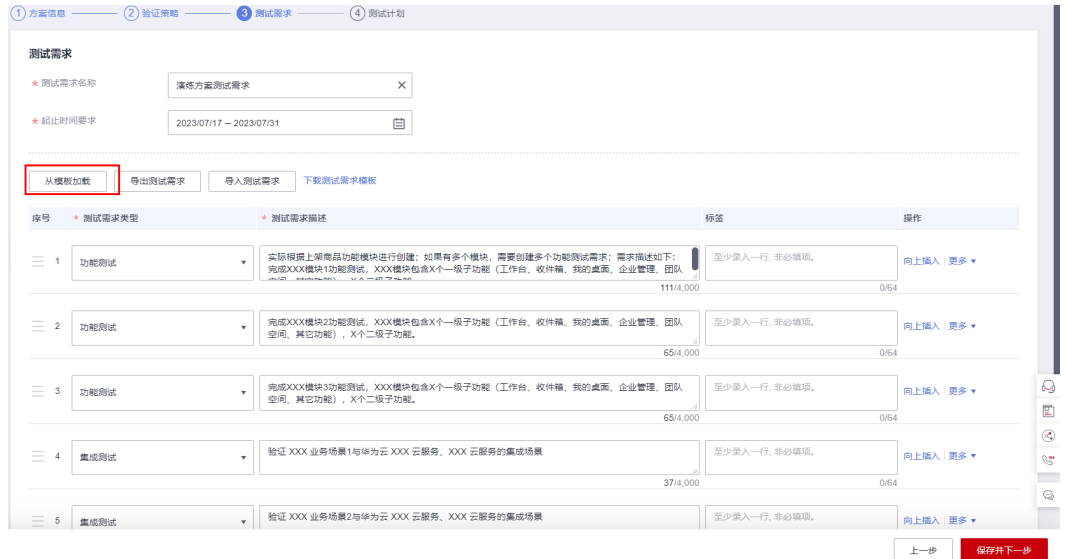 1 方案信息 2 验证策略 3 测试需求 4 测试计划
测试需求
* 测试需求名称 演练方案测试需求
* 起止时间要求 2023/07/17 – 2023/07/31
从模板加载 导出测试需求 导入测试需求 下载测试需求模板
序号 * 测试需求类型 * 测试需求描述 标签 操作
1 功能测试 实际根据上架商品功能模块进行创建；如果有多个模块，需要创建多个功能测试需求；需求描述如下： 至少录入一行, 非必填项。 向上插入 更多
完成XXX模块1功能测试，XXX模块包含X个一级子功能（工作台、收件箱、我的桌面、企业管理、团队
空间、其它功能），X个二级子功能。
111/4,000 0/64
2 功能测试 完成XXX模块2功能测试，XXX模块包含X个一级子功能（工作台、收件箱、我的桌面、企业管理、团队 至少录入一行, 非必填项。 向上插入 更多
空间、其它功能），X个二级子功能。
65/4,000 0/64
3 功能测试 完成XXX模块3功能测试，XXX模块包含X个一级子功能（工作台、收件箱、我的桌面、企业管理、团队 至少录入一行, 非必填项。 向上插入 更多
空间、其它功能），X个二级子功能。
65/4,000 0/64
4 集成测试 验证 XXX 业务场景1与华为云 XXX 云服务、XXX 云服务的集成场景 至少录入一行, 非必填项。 向上插入 更多
37/4,000 0/64
5 集成测试 验证 XXX 业务场景2与华为云 XXX 云服务、XXX 云服务的集成场景 至少录入一行, 非必填项。 向上插入 更多
上一步 保存并下一步